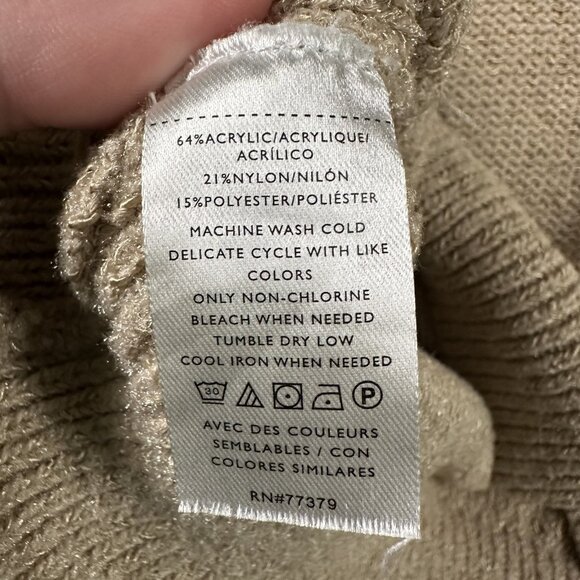 64%ACRYLIC/ACRYLIQUE/
ACRÍLICO
21%NYLON/NILÓN
15%POLYESTER/POLIÉSTER
MACHINE WASH COLD
DELICATE CYCLE WITH LIKE
COLORS
ONLY NON-CHLORINE
BLEACH WHEN NEEDED
TUMBLE DRY LOW
COOL IRON WHEN NEEDED
30 P
AVEC DES COULEURS
SEMBLABLES / CON
COLORES SIMILARES
RN#77379